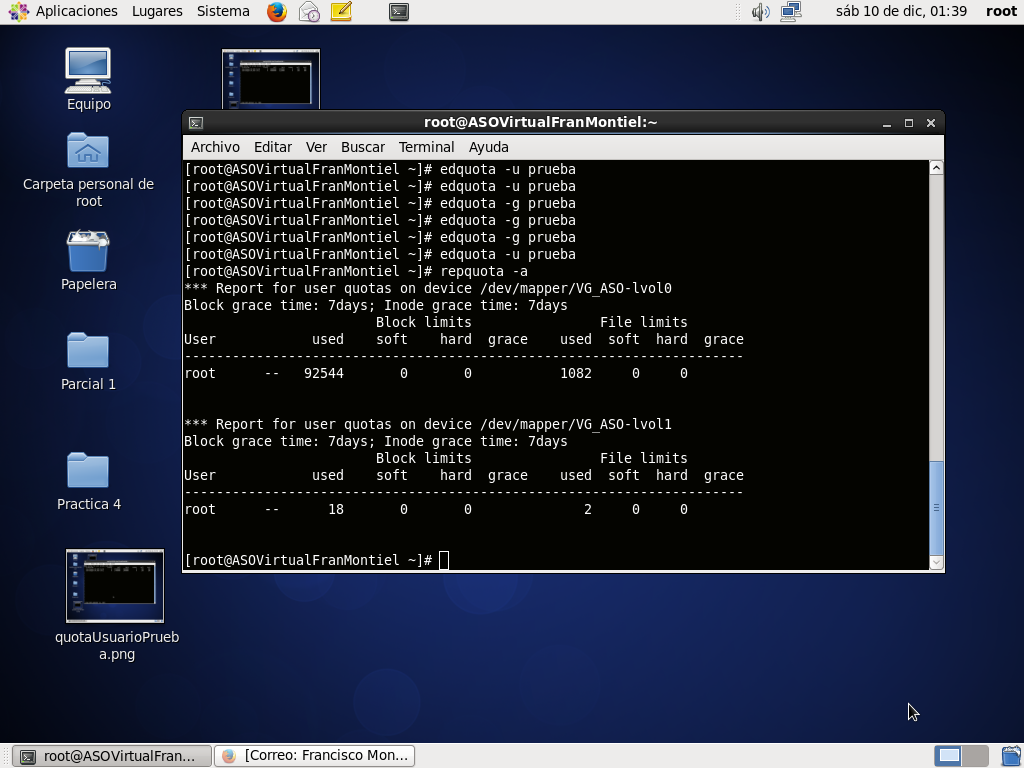 Aplicaciones Lugares Sistema sáb 10 de dic, 01:39 root
Equipo
Carpeta personal de
root
Papelera
Parcial 1
Practica 4
quotaUsuarioPrueb
a.png
root@ASOVirtualFranMontiel:~
Archivo Editar Ver Buscar Terminal Ayuda
[root@ASOVirtualFranMontiel ~]# edquota -u prueba
[root@ASOVirtualFranMontiel ~]# edquota -u prueba
[root@ASOVirtualFranMontiel ~]# edquota -g prueba
[root@ASOVirtualFranMontiel ~]# edquota -g prueba
[root@ASOVirtualFranMontiel ~]# edquota -g prueba
[root@ASOVirtualFranMontiel ~]# edquota -u prueba
[root@ASOVirtualFranMontiel ~]# repquota -a
*** Report for user quotas on device /dev/mapper/VG_ASO-lvol0
Block grace time: 7days; Inode grace time: 7days
                        Block limits                File limits
User            used    soft    hard  grace    used  soft  hard  grace
----------------------------------------------------------------------
root      --   92544       0       0           1082     0     0

*** Report for user quotas on device /dev/mapper/VG_ASO-lvol1
Block grace time: 7days; Inode grace time: 7days
                        Block limits                File limits
User            used    soft    hard  grace    used  soft  hard  grace
----------------------------------------------------------------------
root      --      18       0       0              2     0     0

[root@ASOVirtualFranMontiel ~]#
root@ASOVirtualFran... [Correo: Francisco Mon...